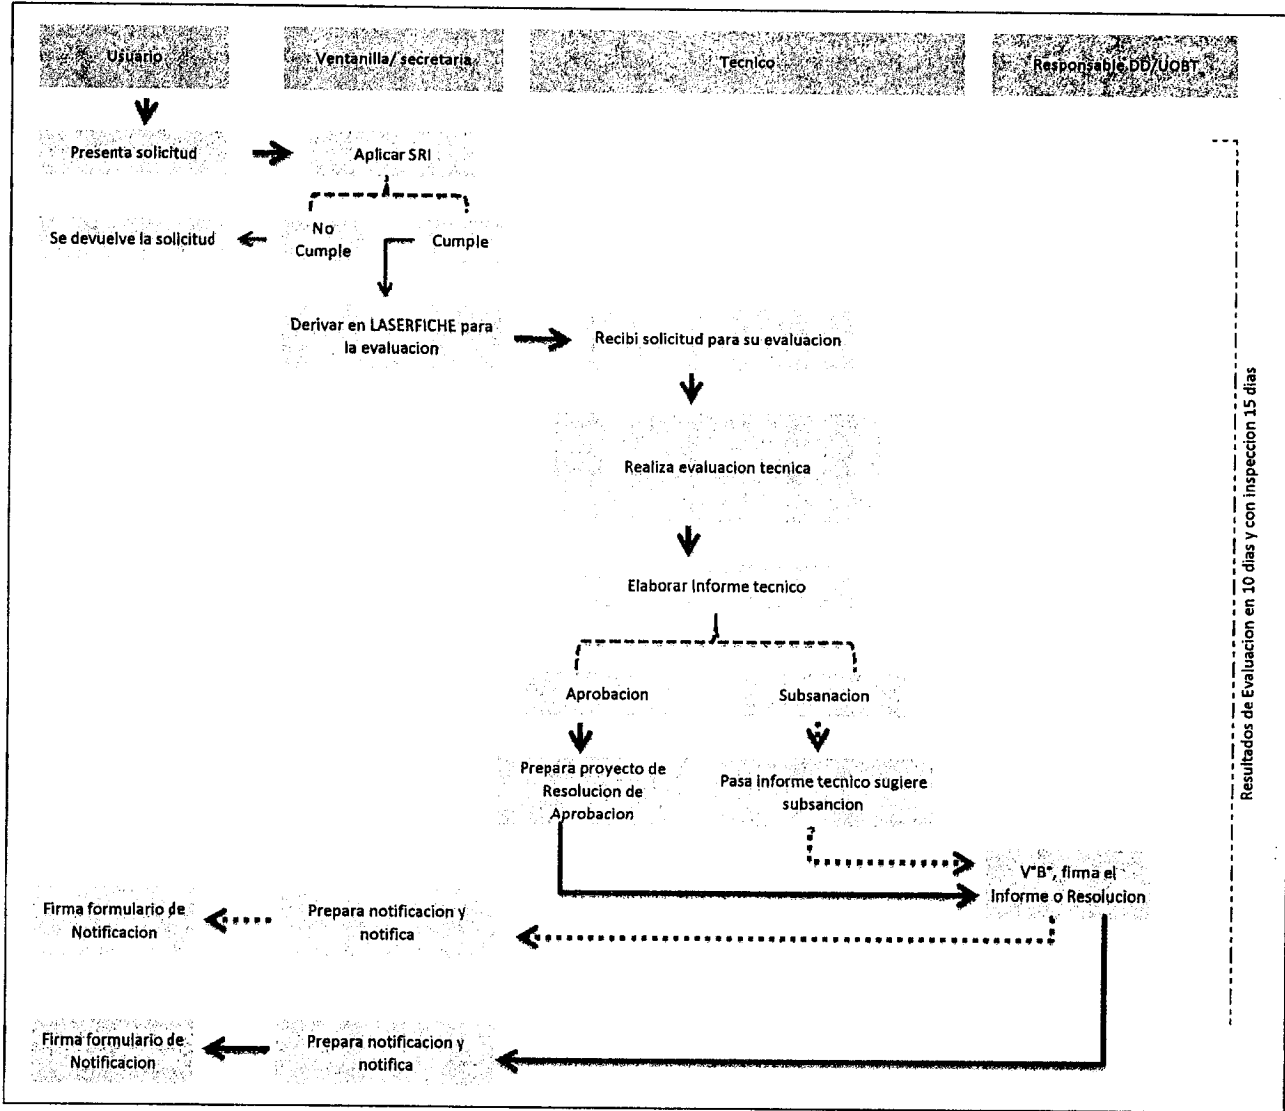 Usuario
Ventanilla/ secretaria
Tecnico
Responsable DD/UOBT
Presenta solicitud
Aplicar SRI
Se devuelve la solicitud
No
Cumple
Cumple
Derivar en LASERFICHE para
la evaluacion
Recibi solicitud para su evaluacion
Realiza evaluacion tecnica
Elaborar Informe tecnico
Aprobacion
Subsanacion
Prepara proyecto de
Resolucion de
Aprobacion
Pasa informe tecnico sugiere
subsancion
V°B°, firma el
Informe o Resolucion
Firma formulario de
Notificacion
Prepara notificacion y
notifica
Firma formulario de
Notificacion
Prepara notificacion y
notifica
Resultados de Evaluacion en 10 dias y con inspeccion 15 dias